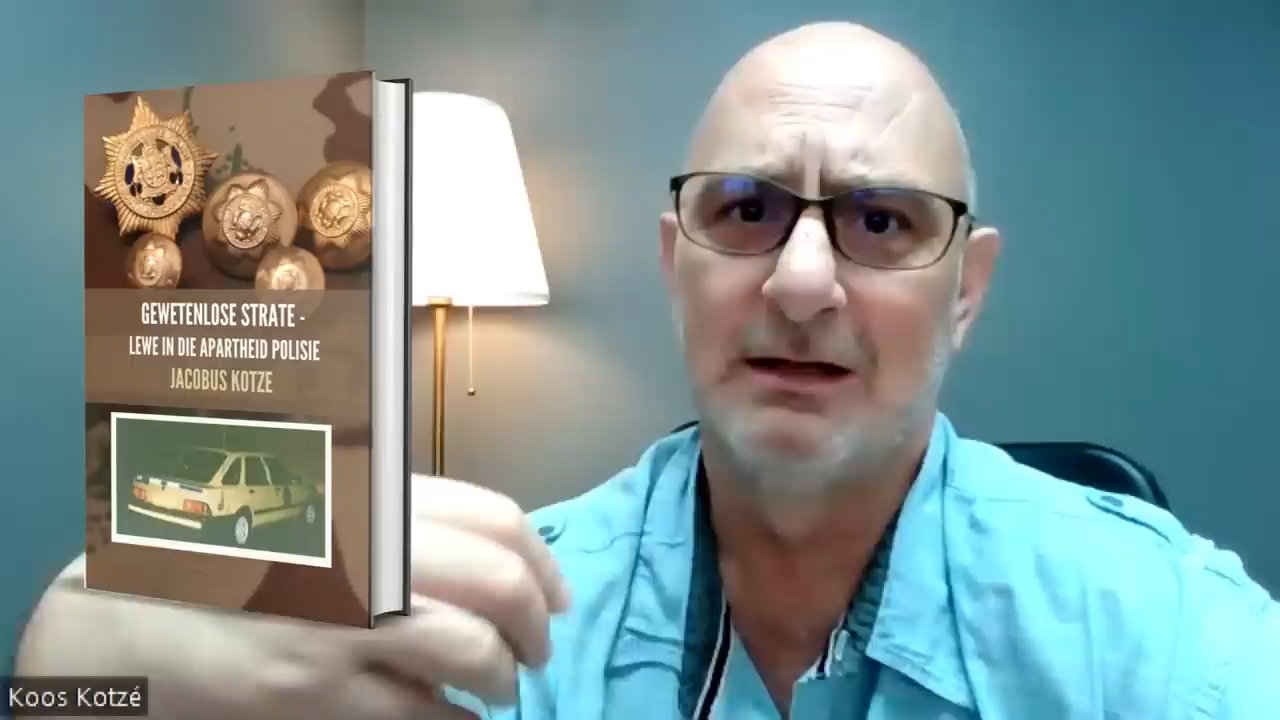 GEWETENLOSE STRATE -
LEWE IN DIE APARTHEID POLISIE
JACOBUS KOTZE
Koos Kotzé